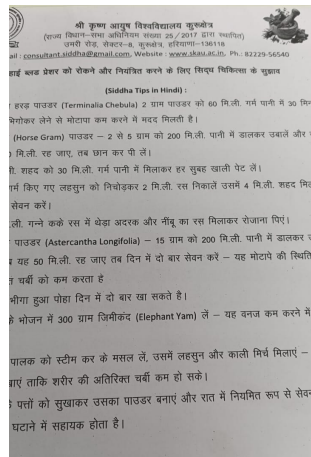 श्री कृष्ण आयुष विश्वविद्यालय कुरूक्षेत्र
(राज्य विधान–सभा अधिनियम संख्या 25/2017 द्वारा स्थापित)
उमरी रोड, सेक्टर–8, कुरूक्षेत्र, हरियाणा–136118
ail : consultant.siddha@gmail.com, Website : www.skau.ac.in, Ph.: 82229-56540
हाई ब्लड प्रेशर को रोकने और नियंत्रित करने के लिए सिद्ध चिकित्सा के सुझाव
(Siddha Tips in Hindi) :
हरड़ पाउडर (Terminalia Chebula) 2 ग्राम पाउडर को 60 मि.ली. गर्म पानी में 30 मिन
भिगोकर लेने से मोटापा कम करने में मदद मिलती है।
(Horse Gram) पाउडर – 2 से 5 ग्राम को 200 मि.ली. पानी में डालकर उबालें और
मि.ली. रह जाए, तब छान कर पी लें।
ली. शहद को 30 मि.ली. गर्म पानी में मिलाकर हर सुबह खाली पेट लें।
र्म किए गए लहसुन को निचोड़कर 2 मि.ली. रस निकालें उसमें 4 मि.ली. शहद मि
सेवन करें।
.ली. गन्ने कके रस में थेड़ा अदरक और नींबू का रस मिलाकर रोजाना पिएं।
पाउडर (Astercantha Longifolia) – 15 ग्राम को 200 मि.ली. पानी में डालकर
यह 50 मि.ली. रह जाए तब दिन में दो बार सेवन करें – यह मोटापे की स्थिति
चर्बी को कम करता है
भीगा हुआ पोहा दिन में दो बार खा सकते है।
भोजन में 300 ग्राम जिमीकंद (Elephant Yam) लें – यह वनज कम करने में
पालक को स्टीम कर के मसल लें, उसमें लहसुन और काली मिर्च मिलाएं –
ाएं ताकि शरीर की अतिरिक्त चर्बी कम हो सके।
पत्तों को सुखाकर उसका पाउडर बनाएं और रात में नियमित रूप से सेव
घटाने में सहायक होता है।